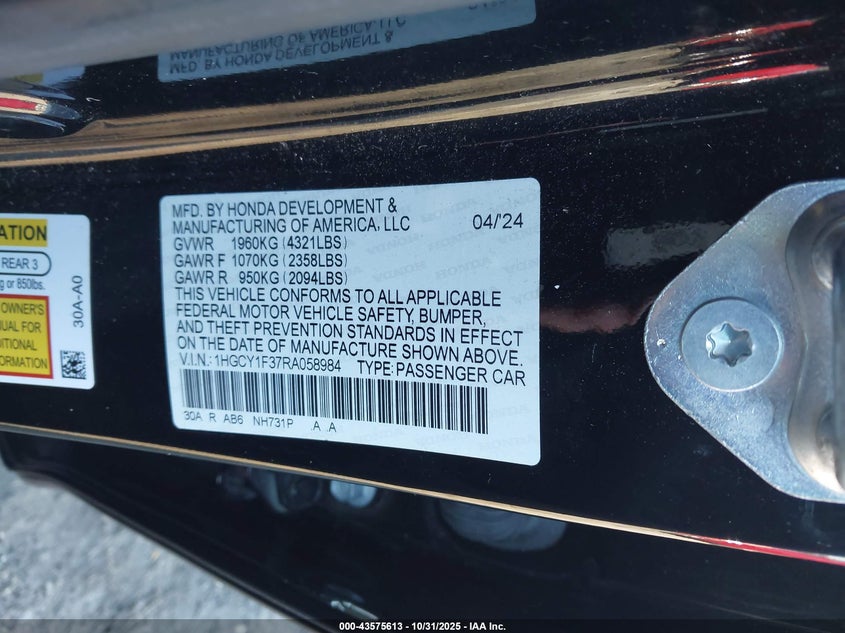 MANUFACTURING OF AMERICA, LLC
MFD. BY HONDA DEVELOPMENT &
MFD. BY HONDA DEVELOPMENT &
MANUFACTURING OF AMERICA, LLC 04/'24
GVWR 1960KG (4321LBS)
GAWR F 1070KG (2358LBS)
GAWR R 950KG (2094LBS)
THIS VEHICLE CONFORMS TO ALL APPLICABLE
FEDERAL MOTOR VEHICLE SAFETY, BUMPER,
AND THEFT PREVENTION STANDARDS IN EFFECT
ON THE DATE OF MANUFACTURE SHOWN ABOVE.
V.I.N.: 1HGCY1F37RA058984 TYPE: PASSENGER CAR
30A R AB6 NH731P .A .A
REAR 3
or 850lbs.
OWNER'S
FOR
30A-A0
000-43575613 - 10/31/2025 - IAA Inc.